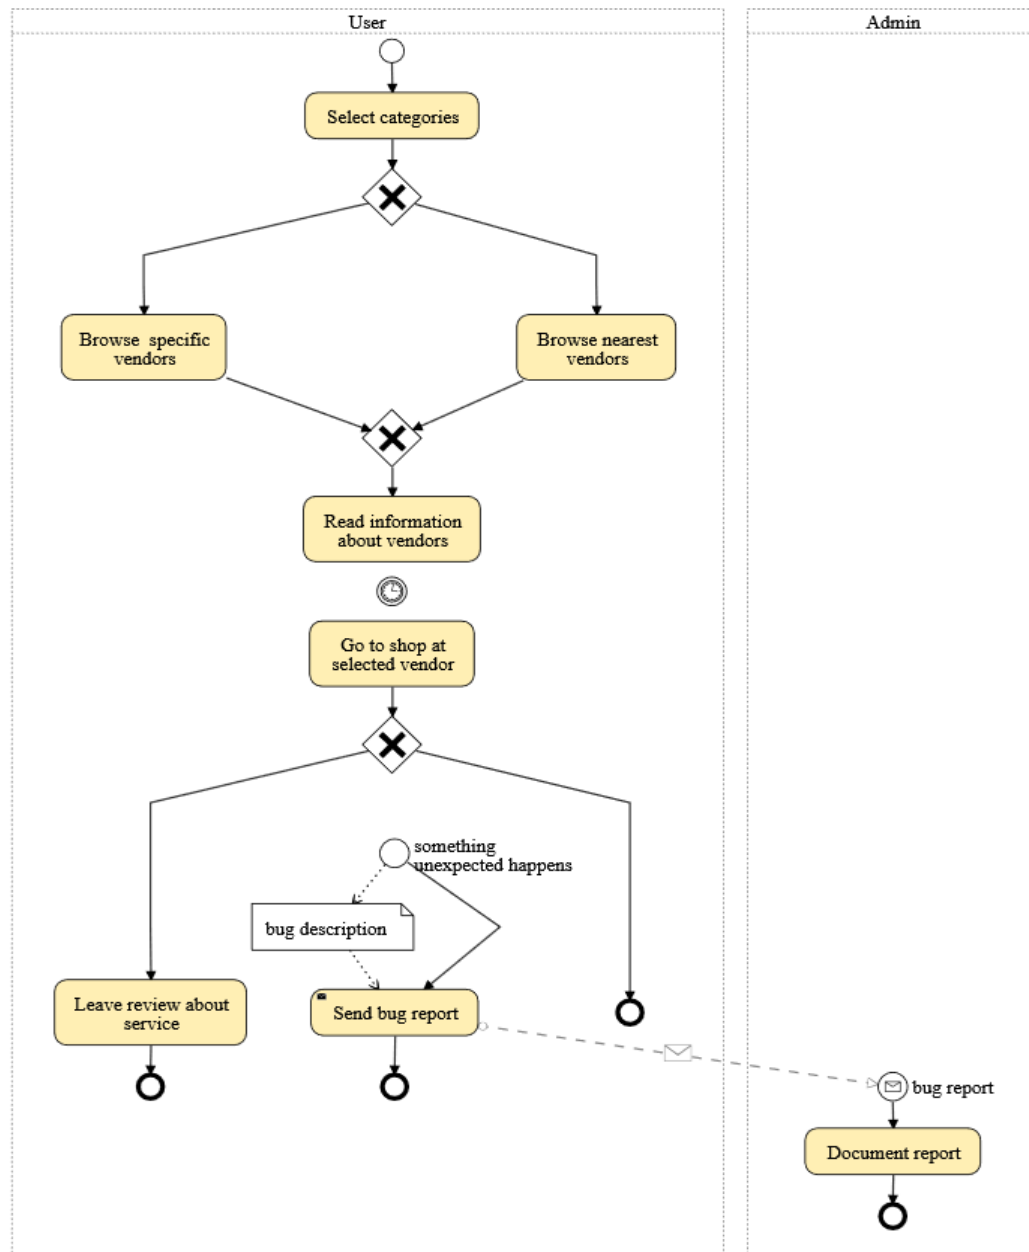 User
Admin
Select categories
Browse specific
vendors
Browse nearest
vendors
Read information
about vendors
Go to shop at
selected vendor
something
unexpected happens
bug description
Leave review about
service
Send bug report
bug report
Document report